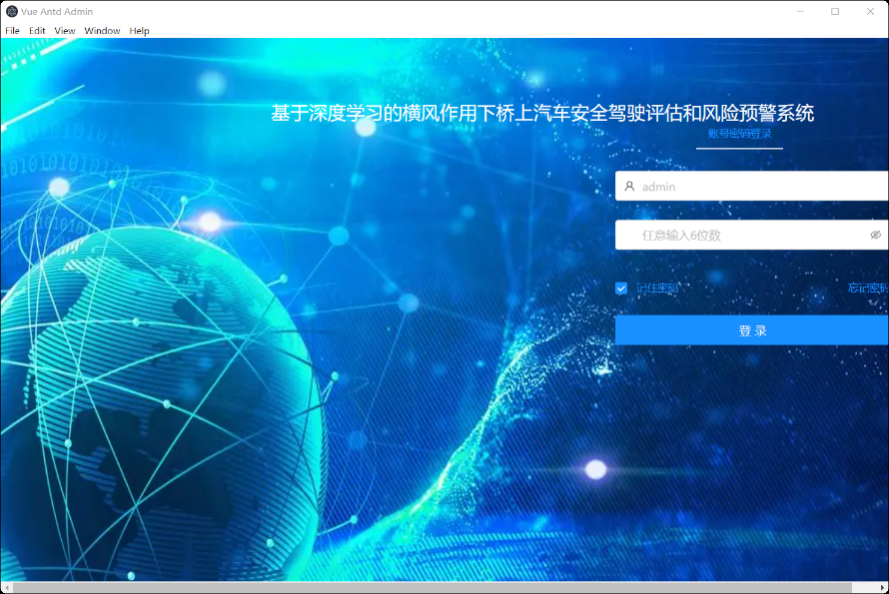 Vue Antd Admin
File Edit View Window Help
基于深度学习的横风作用下桥上汽车安全驾驶评估和风险预警系统
账号密码登录
admin
任意输入6位数
记住密码 忘记密码
登 录